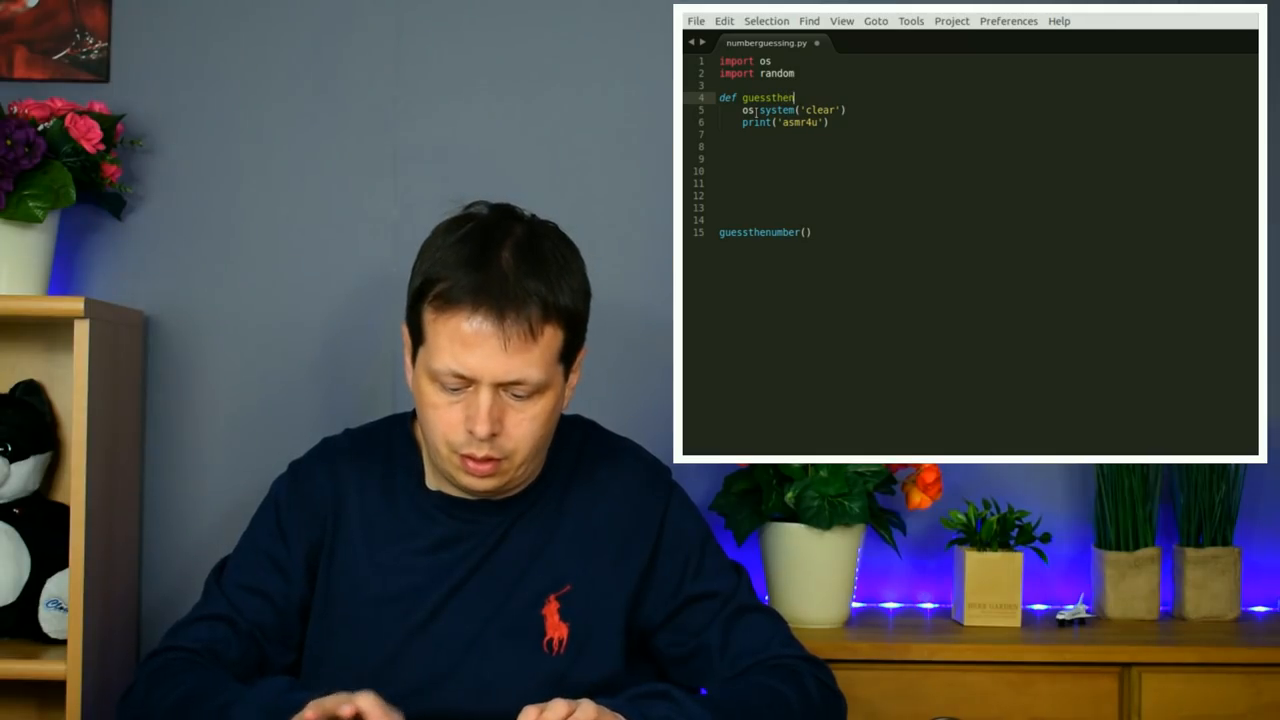 File Edit Selection Find View Goto Tools Project Preferences Help
numberguessing.py
1 import os
2 import random
3
4 def guessthen
5 os.system('clear')
6 print('asmr4u')
7
8
9
10
11
12
13
14
15 guessthenumber()
HERB GARDEN